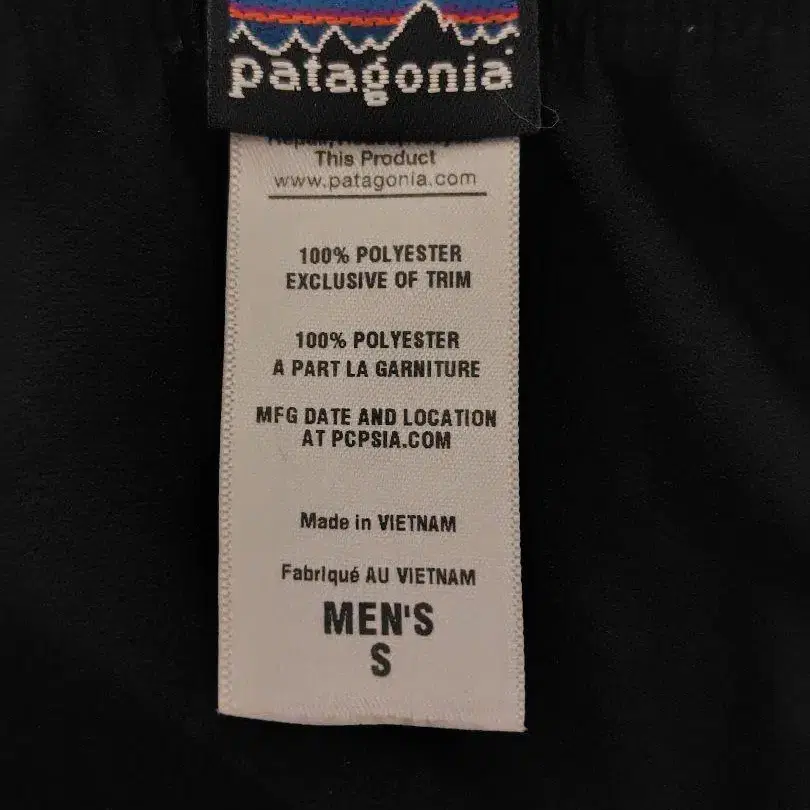 patagonia
This Product
www.patagonia.com
100% POLYESTER
EXCLUSIVE OF TRIM
100% POLYESTER
À PART LA GARNITURE
MFG DATE AND LOCATION
AT PCPSIA.COM
Made in VIETNAM
Fabriqué AU VIETNAM
MEN'S
S